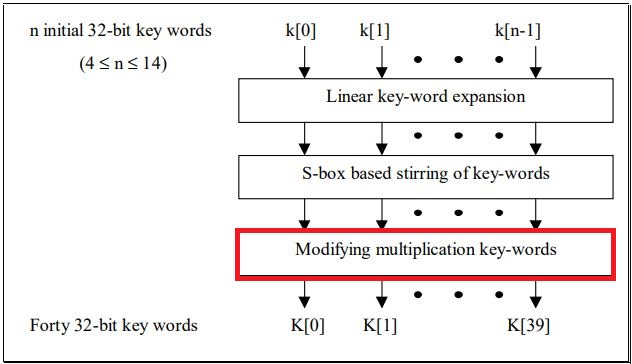 n initial 32-bit key words k[0] k[1] k[n-1]
(4 ≤ n ≤ 14)
Linear key-word expansion
S-box based stirring of key-words
Modifying multiplication key-words
Forty 32-bit key words K[0] K[1] K[39]